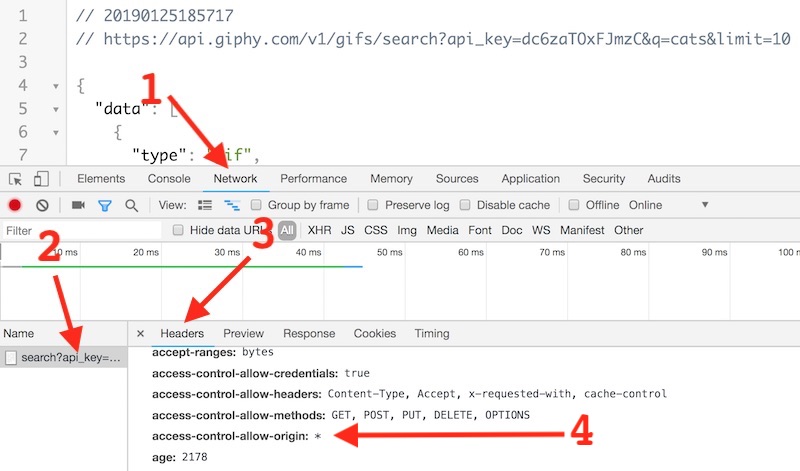 1 // 20190125185717
2 // https://api.giphy.com/v1/gifs/search?api_key=dc6zaTOxFJmzC&q=cats&limit=10
3
4 {
5 "data": [
6 {
7 "type": "gif",
1
Elements Console Network Performance Memory Sources Application Security Audits
View: Group by frame Preserve log Disable cache Offline Online
Filter Hide data URLs All XHR JS CSS Img Media Font Doc WS Manifest Other
2 3
10 ms 20 ms 30 ms 40 ms 50 ms 60 ms 70 ms 80 ms 90 ms 100
Name × Headers Preview Response Cookies Timing
search?api_key=...
accept-ranges: bytes
access-control-allow-credentials: true
access-control-allow-headers: Content-Type, Accept, x-requested-with, cache-control
access-control-allow-methods: GET, POST, PUT, DELETE, OPTIONS
access-control-allow-origin: * 4
age: 2178